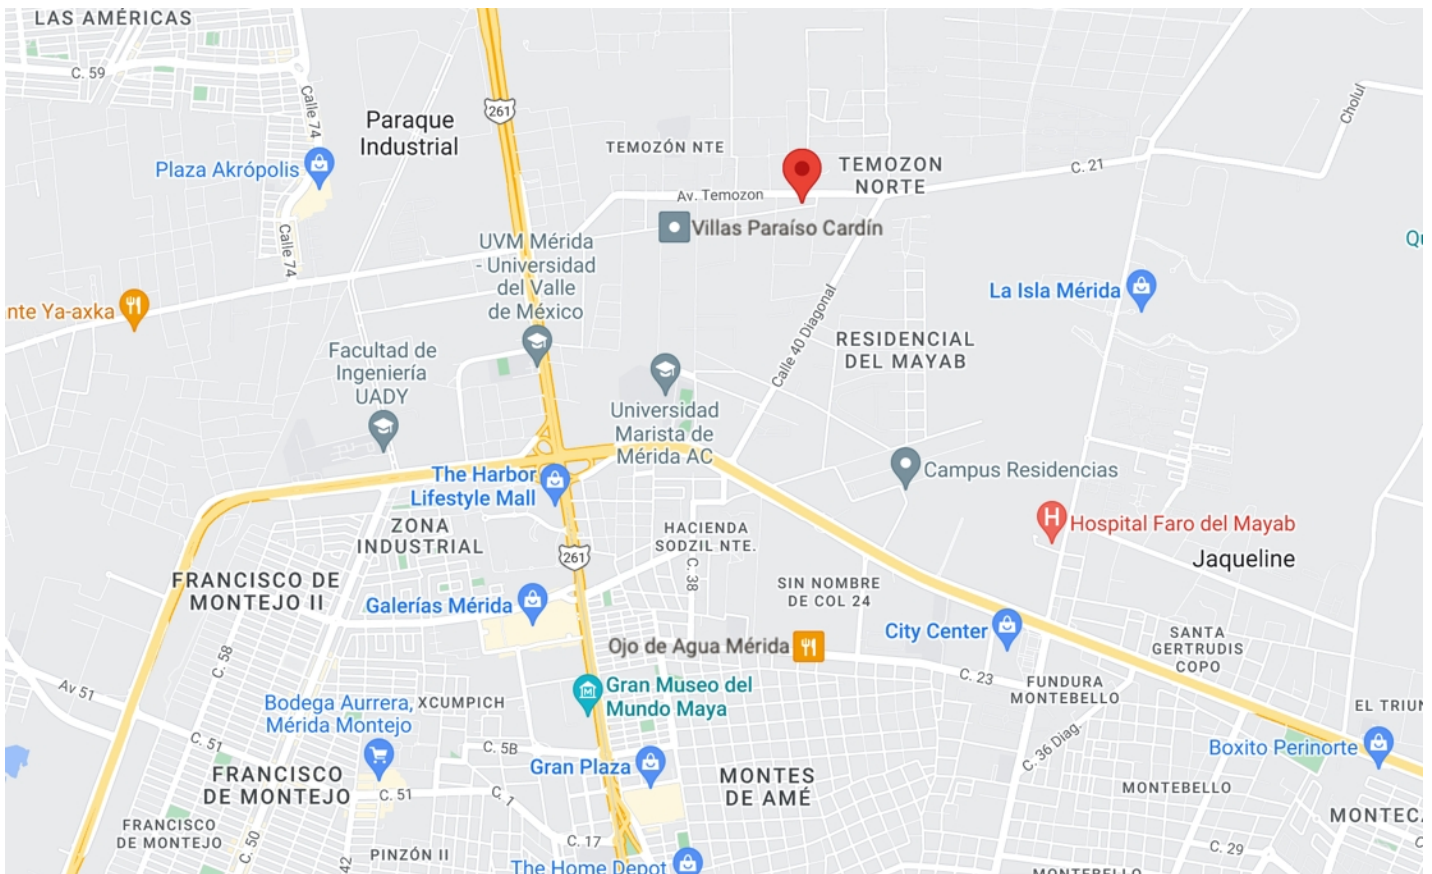 LAS AMÉRICAS
C. 59
Calle 74
Paraque
Industrial
261
Plaza Akrópolis
TEMOZÓN NTE
TEMOZON
NORTE
Cholul
C. 21
Av. Temozon
Villas Paraíso Cardín
Calle 74
UVM Mérida
- Universidad
del Valle
de México
Qu
La Isla Mérida
nte Ya-axka
Calle 40 Diagonal
RESIDENCIAL
DEL MAYAB
Facultad de
Ingeniería
UADY
Universidad
Marista de
Mérida AC
The Harbor
Lifestyle Mall
Campus Residencias
ZONA
INDUSTRIAL
HACIENDA
SODZIL NTE.
H
Hospital Faro del Mayab
Jaqueline
261
C. 38
FRANCISCO DE
MONTEJO II
SIN NOMBRE
DE COL 24
Galerías Mérida
City Center
SANTA
GERTRUDIS
COPO
Ojo de Agua Mérida
C. 58
C. 23
Av 51
FUNDURA
MONTEBELLO
Gran Museo del
Mundo Maya
Bodega Aurrera,
Mérida Montejo
XCUMPICH
EL TRIUN
C. 51
C. 5B
C. 36 Diag.
Boxito Perinorte
Gran Plaza
FRANCISCO
DE MONTEJO
MONTES
DE AMÉ
C. 51
C. 1
MONTEBELLO
FRANCISCO
DE MONTEJO
C. 50
MONTEC
C. 17
PINZÓN II
42
C. 29
The Home Depot
MONTEBELLO